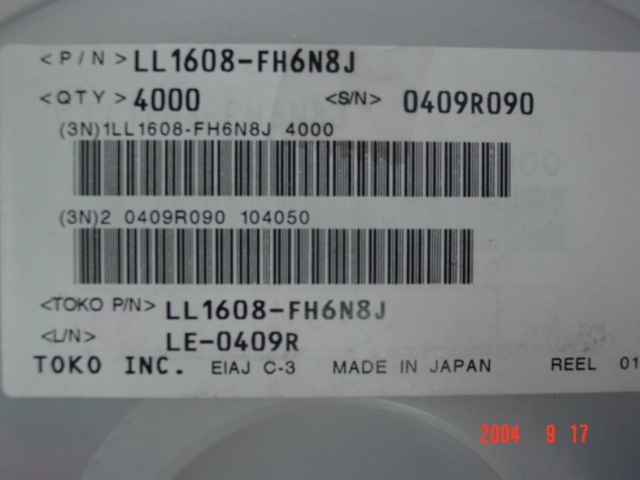 <P/N> LL1608-FH6N8J
<QTY> 4000 <S/N> 0409R090
(3N)1LL1608-FH6N8J 4000
(3N)2 0409R090 104050
<TOKO P/N> LL1608-FH6N8J
<L/N> LE-0409R
TOKO INC. EIAJ C-3 MADE IN JAPAN REEL 01
2004 9 17